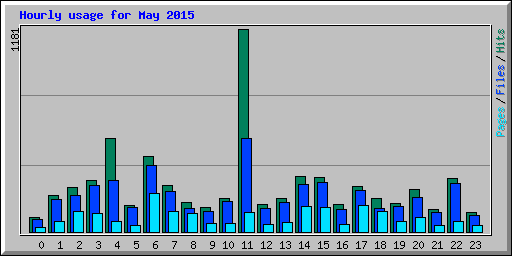 Hourly usage for May 2015
1181
Pages / Files / Hits
0 1 2 3 4 5 6 7 8 9 10 11 12 13 14 15 16 17 18 19 20 21 22 23